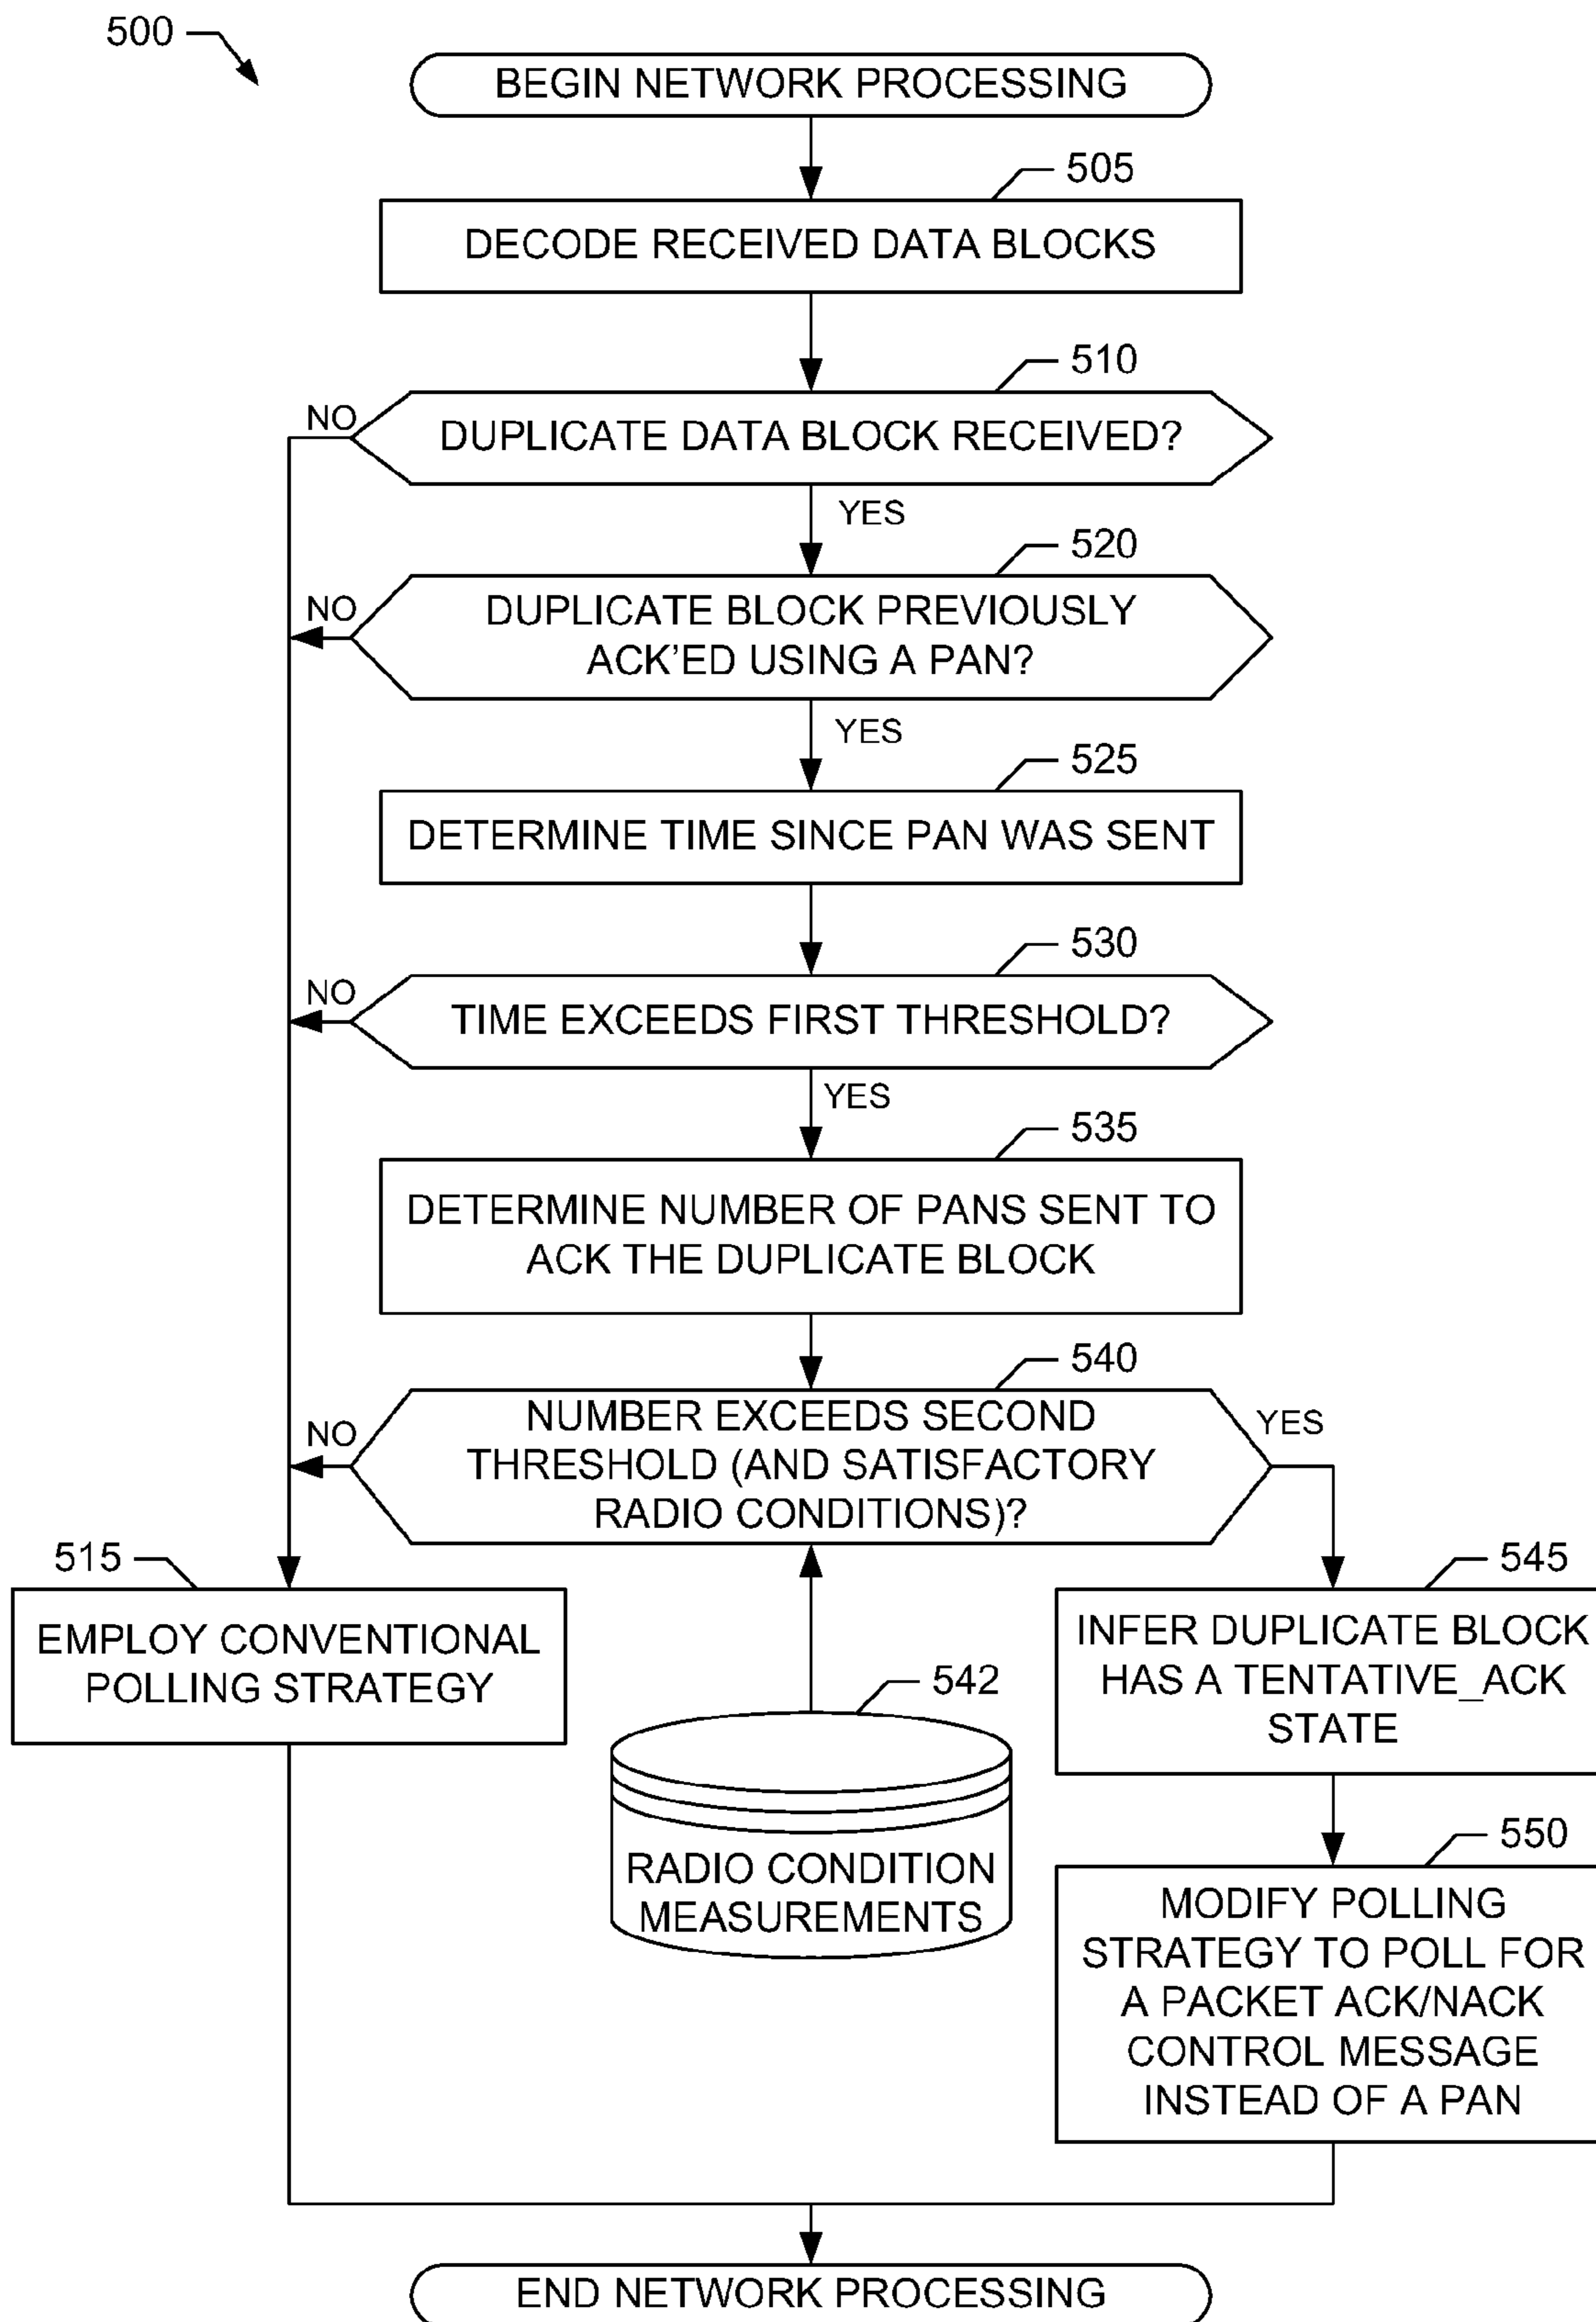 500
BEGIN NETWORK PROCESSING
505
DECODE RECEIVED DATA BLOCKS
510
NO
DUPLICATE DATA BLOCK RECEIVED?
YES
520
NO
DUPLICATE BLOCK PREVIOUSLY
ACK'ED USING A PAN?
YES
525
DETERMINE TIME SINCE PAN WAS SENT
530
NO
TIME EXCEEDS FIRST THRESHOLD?
YES
535
DETERMINE NUMBER OF PANS SENT TO
ACK THE DUPLICATE BLOCK
540
NO
NUMBER EXCEEDS SECOND
THRESHOLD (AND SATISFACTORY
RADIO CONDITIONS)?
YES
515
EMPLOY CONVENTIONAL
POLLING STRATEGY
542
RADIO CONDITION
MEASUREMENTS
545
INFER DUPLICATE BLOCK
HAS A TENTATIVE_ACK
STATE
550
MODIFY POLLING
STRATEGY TO POLL FOR
A PACKET ACK/NACK
CONTROL MESSAGE
INSTEAD OF A PAN
END NETWORK PROCESSING